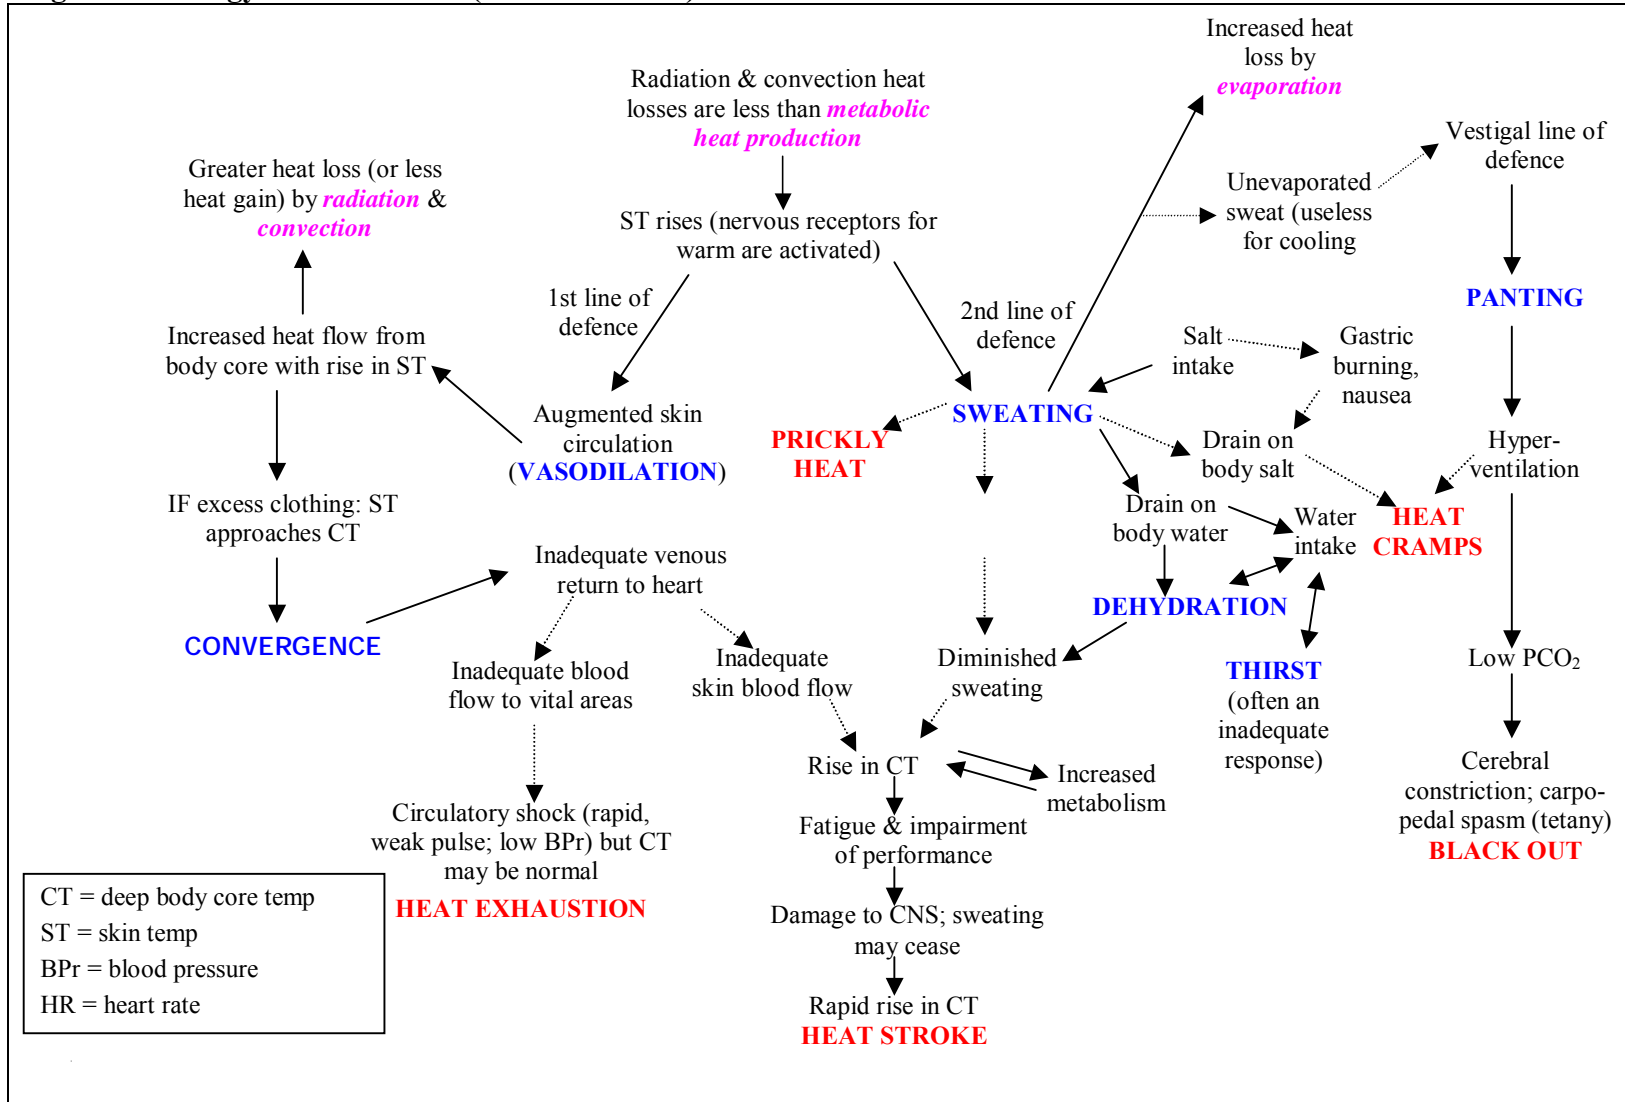 Increased heat
loss by
evaporation
Radiation & convection heat
losses are less than metabolic
heat production
Vestigal line of
defence
Greater heat loss (or less
heat gain) by radiation &
convection
Unevaporated
sweat (useless
for cooling
ST rises (nervous receptors for
warm are activated)
PANTING
1st line of
defence
2nd line of
defence
Increased heat flow from
body core with rise in ST
Salt
intake
Gastric
burning,
nausea
Augmented skin
circulation
(VASODILATION)
SWEATING
PRICKLY
HEAT
Drain on
body salt
Hyper-
ventilation
IF excess clothing: ST
approaches CT
Drain on
body water
Water
intake
HEAT
CRAMPS
Inadequate venous
return to heart
DEHYDRATION
CONVERGENCE
Inadequate blood
flow to vital areas
Inadequate
skin blood flow
Diminished
sweating
THIRST
(often an
inadequate
response)
Low PCO₂
Rise in CT
Increased
metabolism
Cerebral
constriction; carpo-
pedal spasm (tetany)
BLACK OUT
Circulatory shock (rapid,
weak pulse; low BPr) but CT
may be normal
HEAT EXHAUSTION
Fatigue & impairment
of performance
Damage to CNS; sweating
may cease
Rapid rise in CT
HEAT STROKE
CT = deep body core temp
ST = skin temp
BPr = blood pressure
HR = heart rate